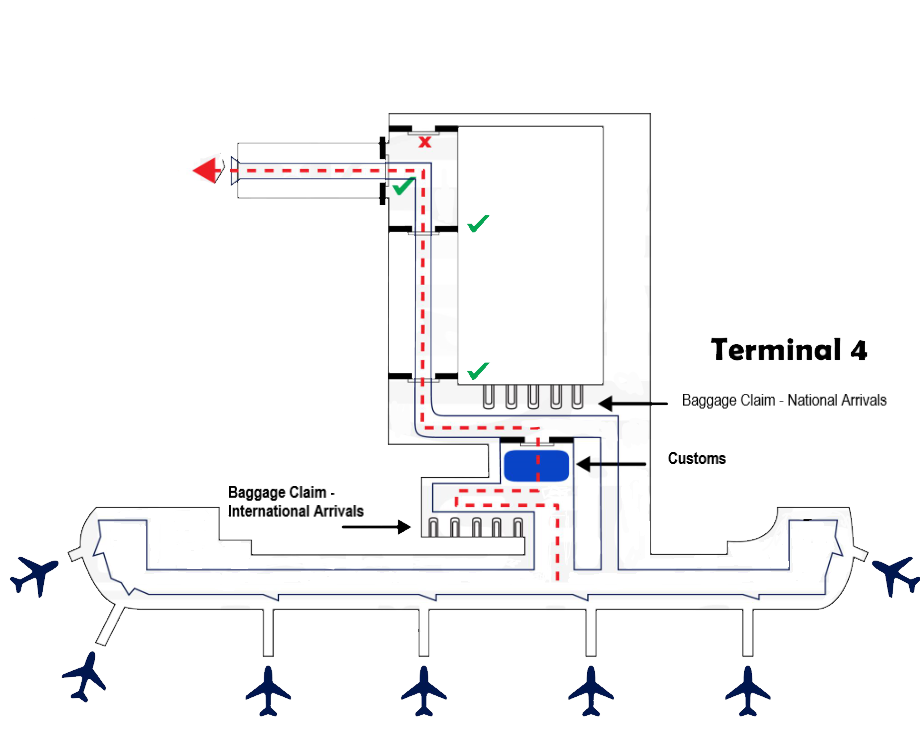 Terminal 4
Baggage Claim - National Arrivals
Customs
Baggage Claim -
International Arrivals